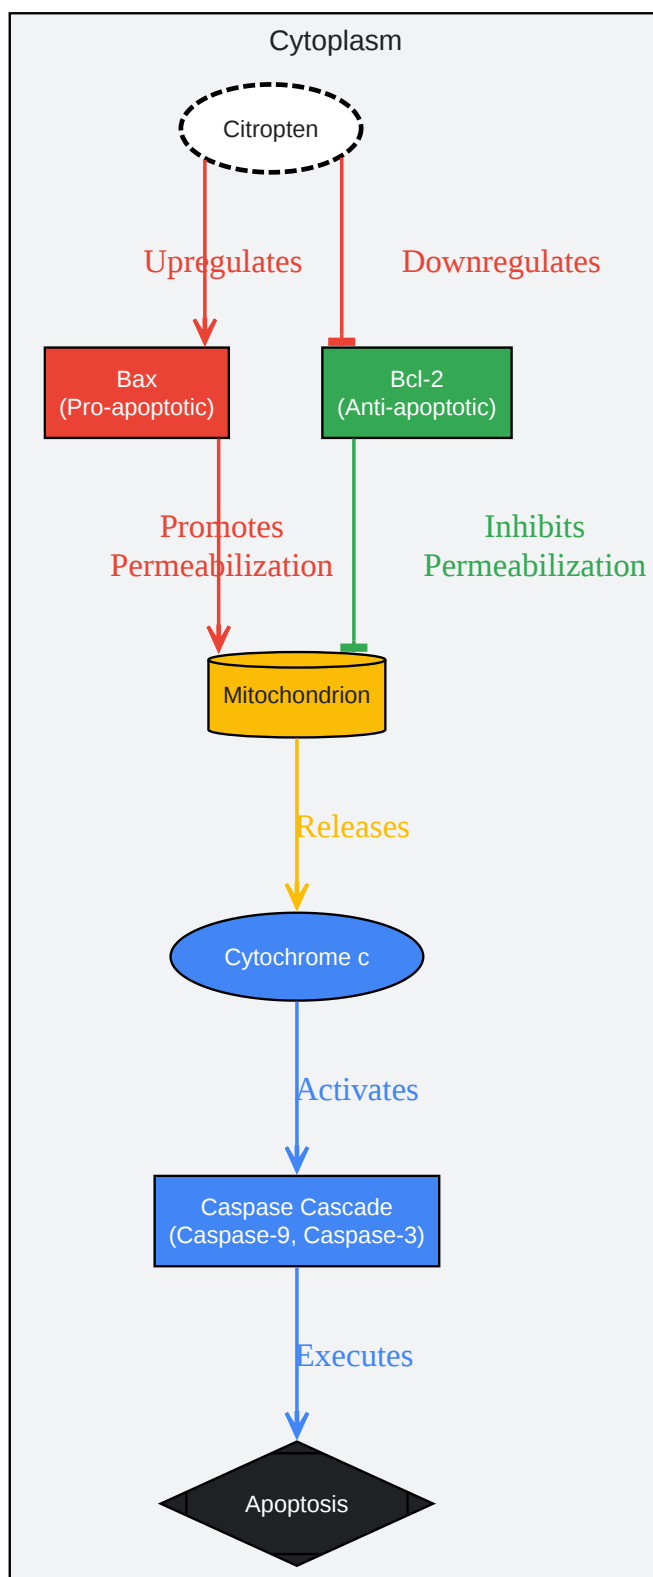 Cytoplasm
Citropten
Upregulates
Downregulates
Bax
(Pro-apoptotic)
Bcl-2
(Anti-apoptotic)
Promotes
Permeabilization
Inhibits
Permeabilization
Mitochondrion
Releases
Cytochrome c
Activates
Caspase Cascade
(Caspase-9, Caspase-3)
Executes
Apoptosis